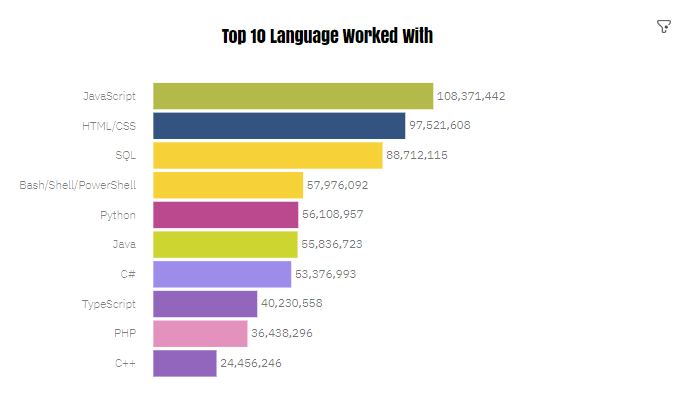 Top 10 Language Worked With
JavaScript 108,371,442
HTML/CSS 97,521,608
SQL 88,712,115
Bash/Shell/PowerShell 57,976,092
Python 56,108,957
Java 55,836,723
C# 53,376,993
TypeScript 40,230,558
PHP 36,438,296
C++ 24,456,246